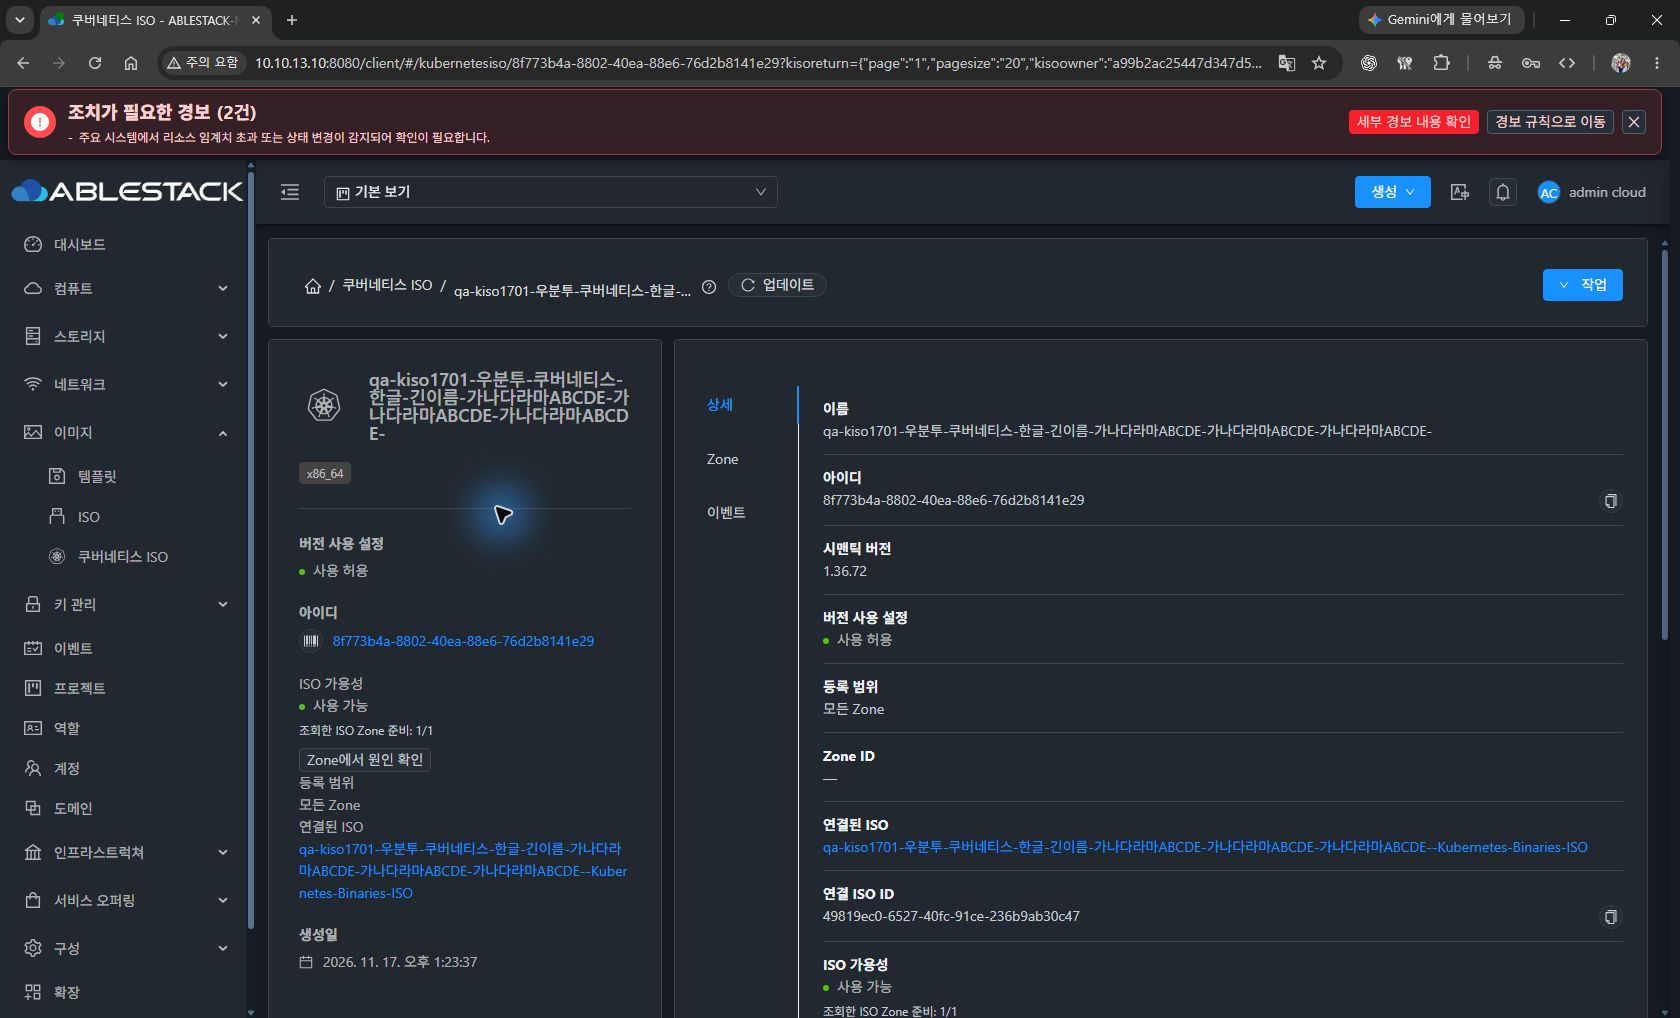 쿠버네티스 ISO - ABLESTACK-
Gemini에게 물어보기
주의 요함
10.10.13.10:8080/client/#/kubernetesiso/8f773b4a-8802-40ea-88e6-76d2b8141e29?kisoreturn={"page":"1","pagesize":"20","kisoowner":"a99b2ac25447d347d5...
조치가 필요한 경보 (2건)
- 주요 시스템에서 리소스 임계치 초과 또는 상태 변경이 감지되어 확인이 필요합니다.
세부 경보 내용 확인
경보 규칙으로 이동
ABLESTACK
기본 보기
생성
AC
admin cloud
대시보드
컴퓨트
스토리지
네트워크
이미지
템플릿
ISO
쿠버네티스 ISO
키 관리
이벤트
프로젝트
역할
계정
도메인
인프라스트럭쳐
서비스 오퍼링
구성
확장
/ 쿠버네티스 ISO / qa-kiso1701-우분투-쿠버네티스-한글-...
업데이트
작업
qa-kiso1701-우분투-쿠버네티스-
한글-긴이름-가나다라마ABCDE-가
나다라마ABCDE-가나다라마ABCD
E-
x86_64
버전 사용 설정
사용 허용
아이디
8f773b4a-8802-40ea-88e6-76d2b8141e29
ISO 가용성
사용 가능
조회한 ISO Zone 준비: 1/1
Zone에서 원인 확인
등록 범위
모든 Zone
연결된 ISO
qa-kiso1701-우분투-쿠버네티스-한글-긴이름-가나다라
마ABCDE-가나다라마ABCDE-가나다라마ABCDE--Kuber
netes-Binaries-ISO
생성일
2026. 11. 17. 오후 1:23:37
상세
Zone
이벤트
이름
qa-kiso1701-우분투-쿠버네티스-한글-긴이름-가나다라마ABCDE-가나다라마ABCDE-가나다라마ABCDE-
아이디
8f773b4a-8802-40ea-88e6-76d2b8141e29
시맨틱 버전
1.36.72
버전 사용 설정
사용 허용
등록 범위
모든 Zone
Zone ID
—
연결된 ISO
qa-kiso1701-우분투-쿠버네티스-한글-긴이름-가나다라마ABCDE-가나다라마ABCDE-가나다라마ABCDE--Kubernetes-Binaries-ISO
연결 ISO ID
49819ec0-6527-40fc-91ce-236b9ab30c47
ISO 가용성
사용 가능
조회한 ISO Zone 준비: 1/1